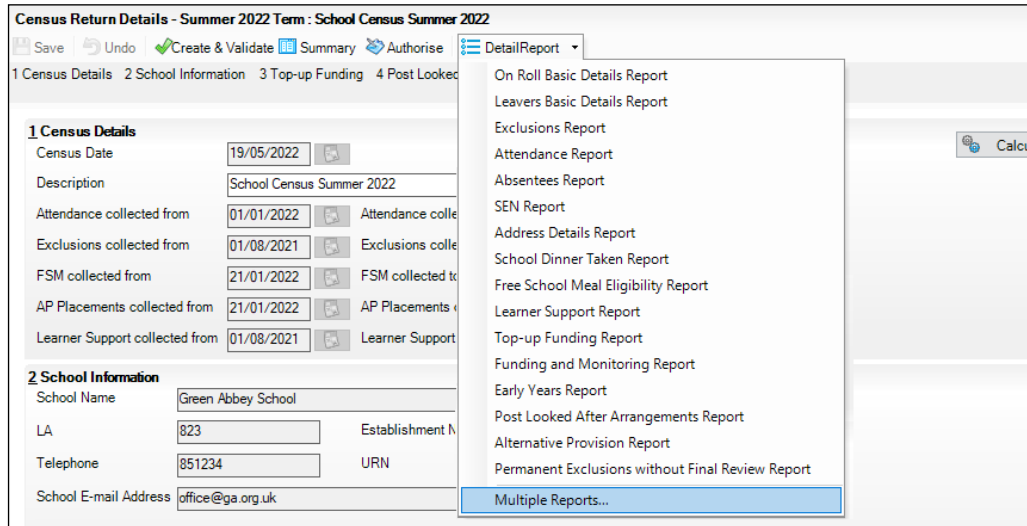 Census Return Details - Summer 2022 Term : School Census Summer 2022
Save Undo Create & Validate Summary Authorise DetailReport
1 Census Details 2 School Information 3 Top-up Funding 4 Post Looked
On Roll Basic Details Report
Leavers Basic Details Report
Exclusions Report
Attendance Report
Absentees Report
SEN Report
Address Details Report
School Dinner Taken Report
Free School Meal Eligibility Report
Learner Support Report
Top-up Funding Report
Funding and Monitoring Report
Early Years Report
Post Looked After Arrangements Report
Alternative Provision Report
Permanent Exclusions without Final Review Report
Multiple Reports...
1 Census Details
Calcu
Census Date 19/05/2022
Description School Census Summer 2022
Attendance collected from 01/01/2022 Attendance colle
Exclusions collected from 01/08/2021 Exclusions colle
FSM collected from 21/01/2022 FSM collected to
AP Placements collected from 21/01/2022 AP Placements
Learner Support collected from 01/08/2021 Learner Support
2 School Information
School Name Green Abbey School
LA 823 Establishment N
Telephone 851234 URN
School E-mail Address office@ga.org.uk